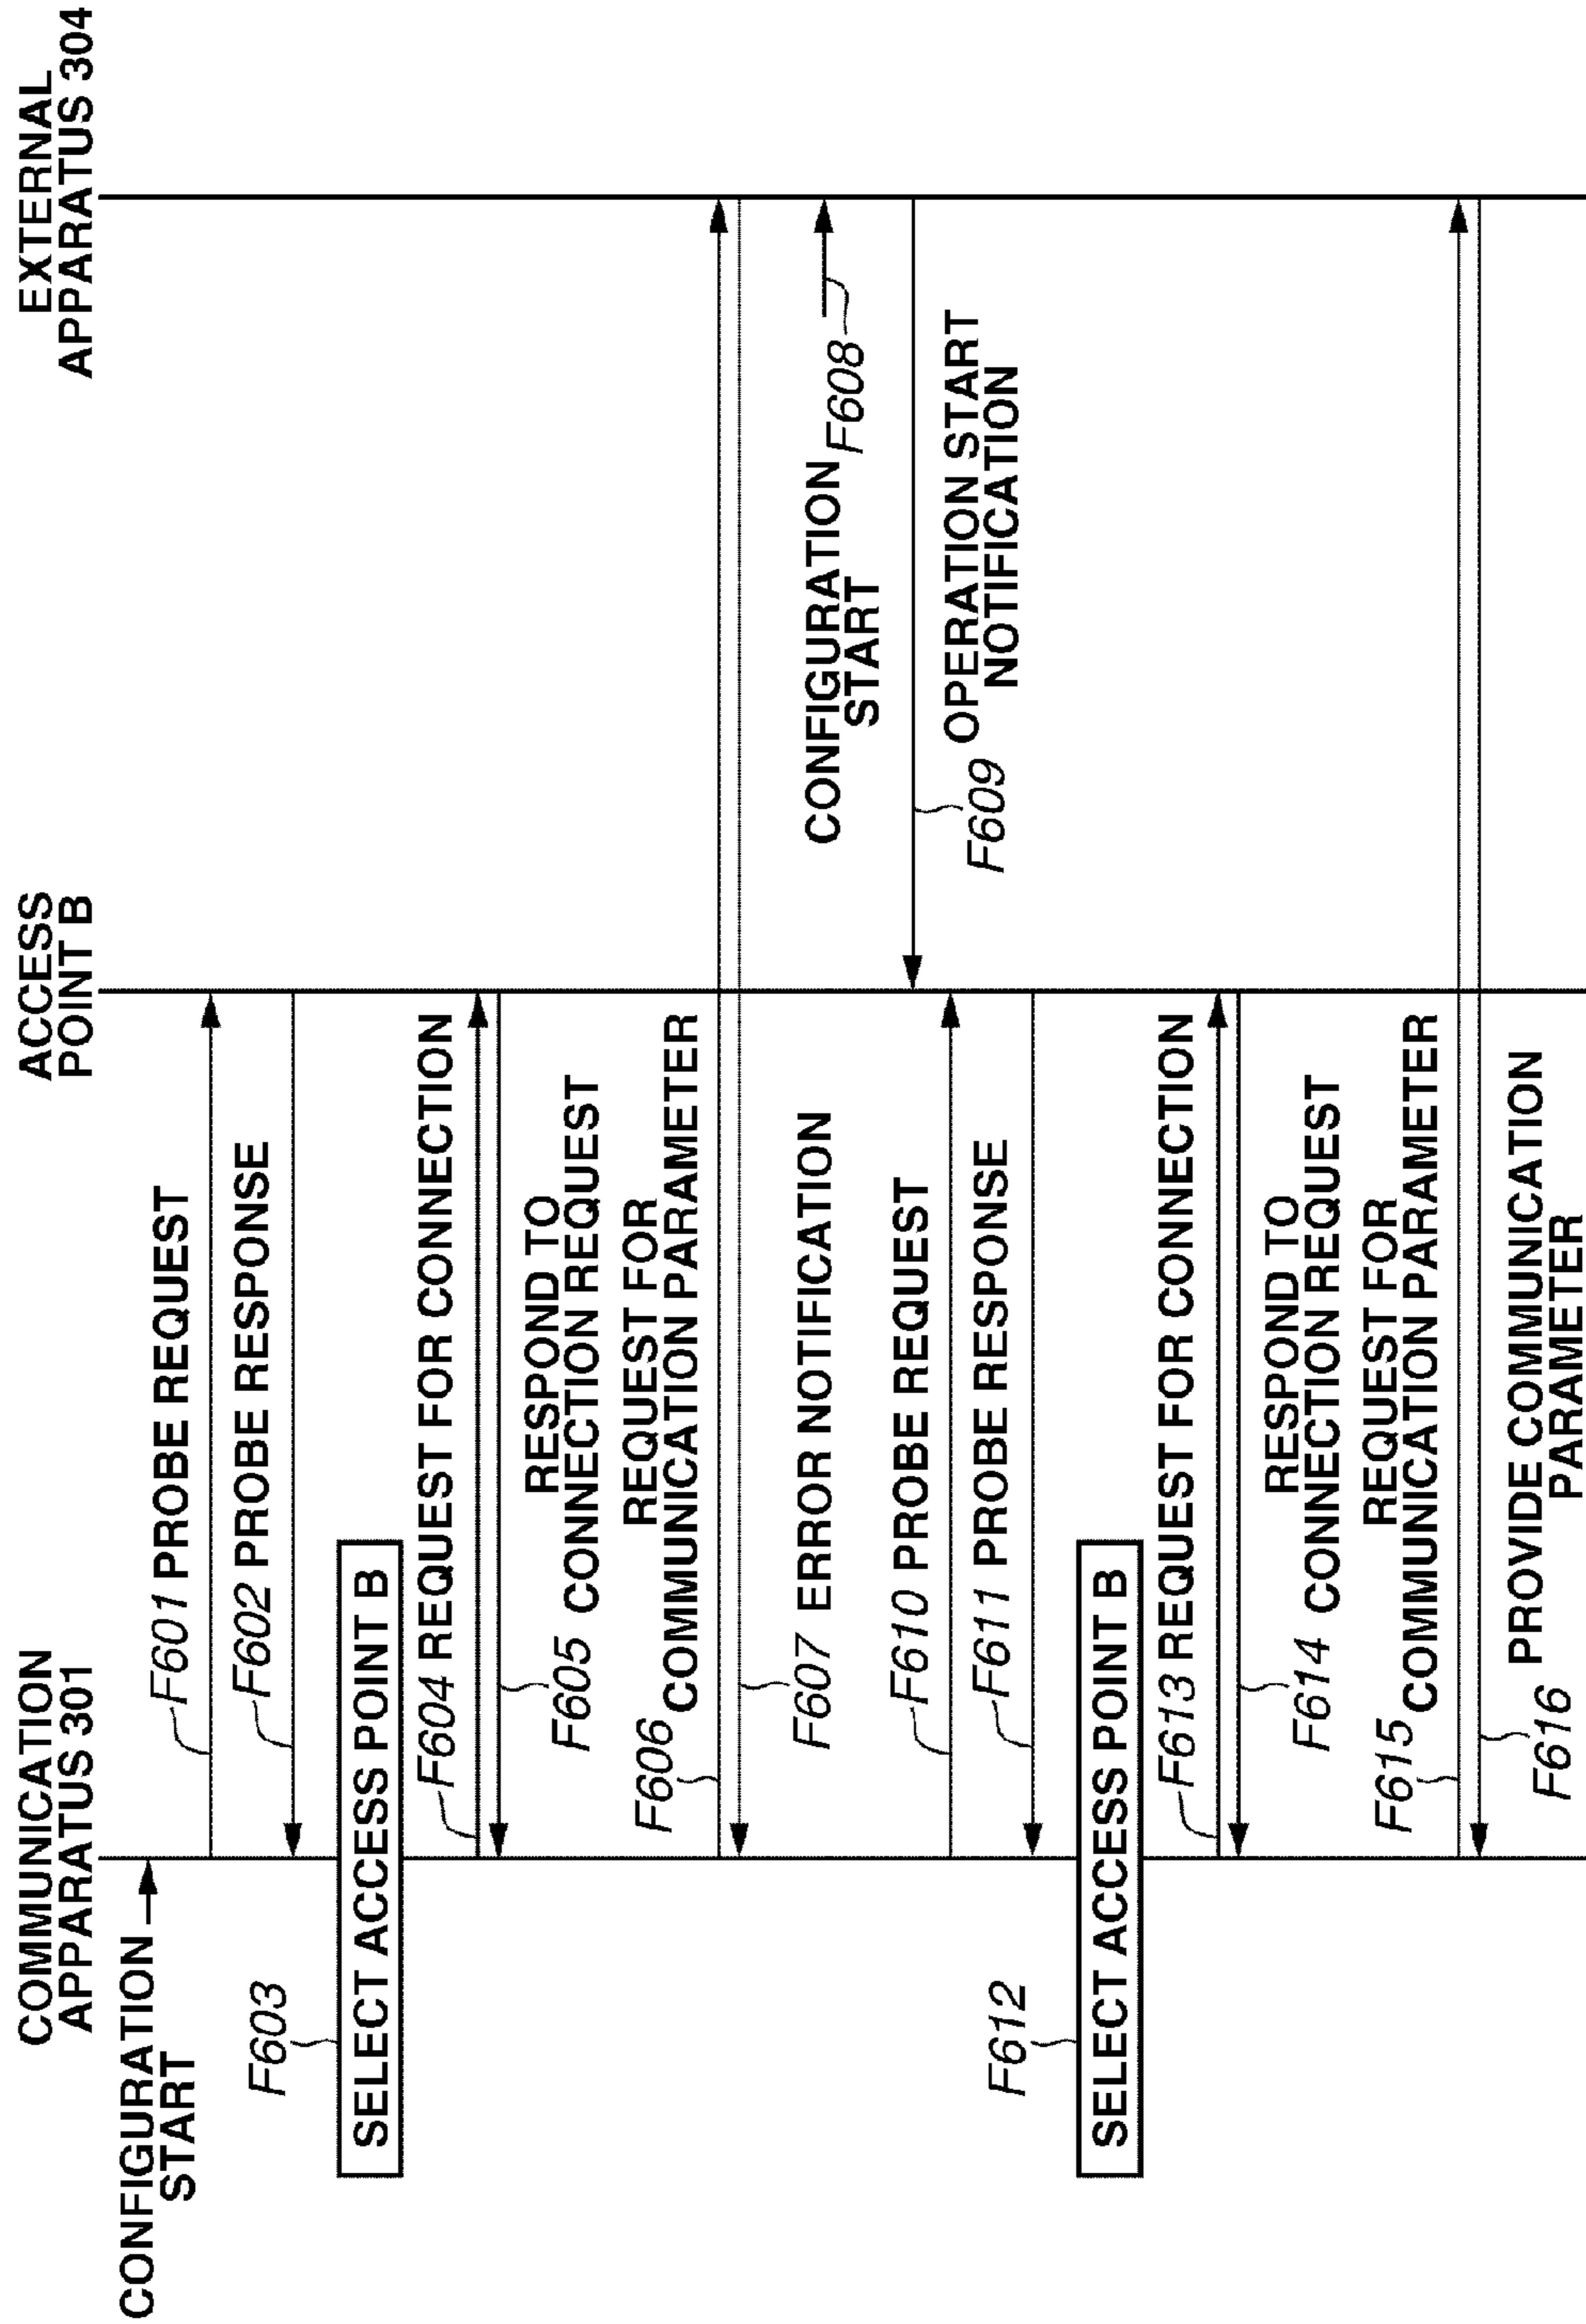 COMMUNICATION
APPARATUS 301
ACCESS
POINT B
EXTERNAL
APPARATUS 304
CONFIGURATION
START
F601 PROBE REQUEST
F602 PROBE RESPONSE
F603
SELECT ACCESS POINT B
F604 REQUEST FOR CONNECTION
RESPOND TO
F605 CONNECTION REQUEST
REQUEST FOR
F606 COMMUNICATION PARAMETER
F607 ERROR NOTIFICATION
CONFIGURATION
START
F608
F609 OPERATION START
NOTIFICATION
F610 PROBE REQUEST
F611 PROBE RESPONSE
F612
SELECT ACCESS POINT B
F613 REQUEST FOR CONNECTION
RESPOND TO
F614 CONNECTION REQUEST
REQUEST FOR
F615 COMMUNICATION PARAMETER
F616 PROVIDE COMMUNICATION
PARAMETER